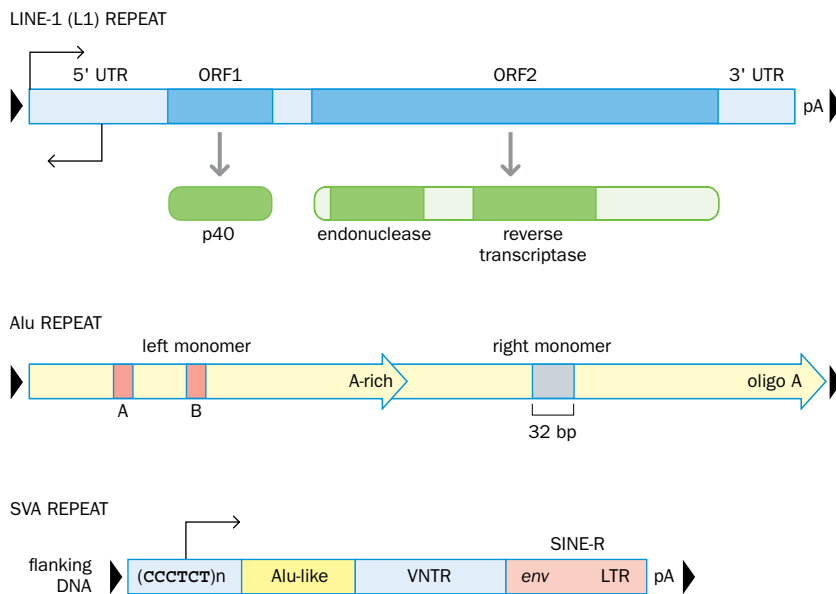 LINE-1 (L1) REPEAT
5' UTR ORF1 ORF2 3' UTR
pA
p40 endonuclease reverse
transcriptase
Alu REPEAT
left monomer right monomer
A-rich oligo A
A B
32 bp
SVA REPEAT
SINE-R
flanking
DNA
(CCCTCT)n Alu-like VNTR env LTR pA